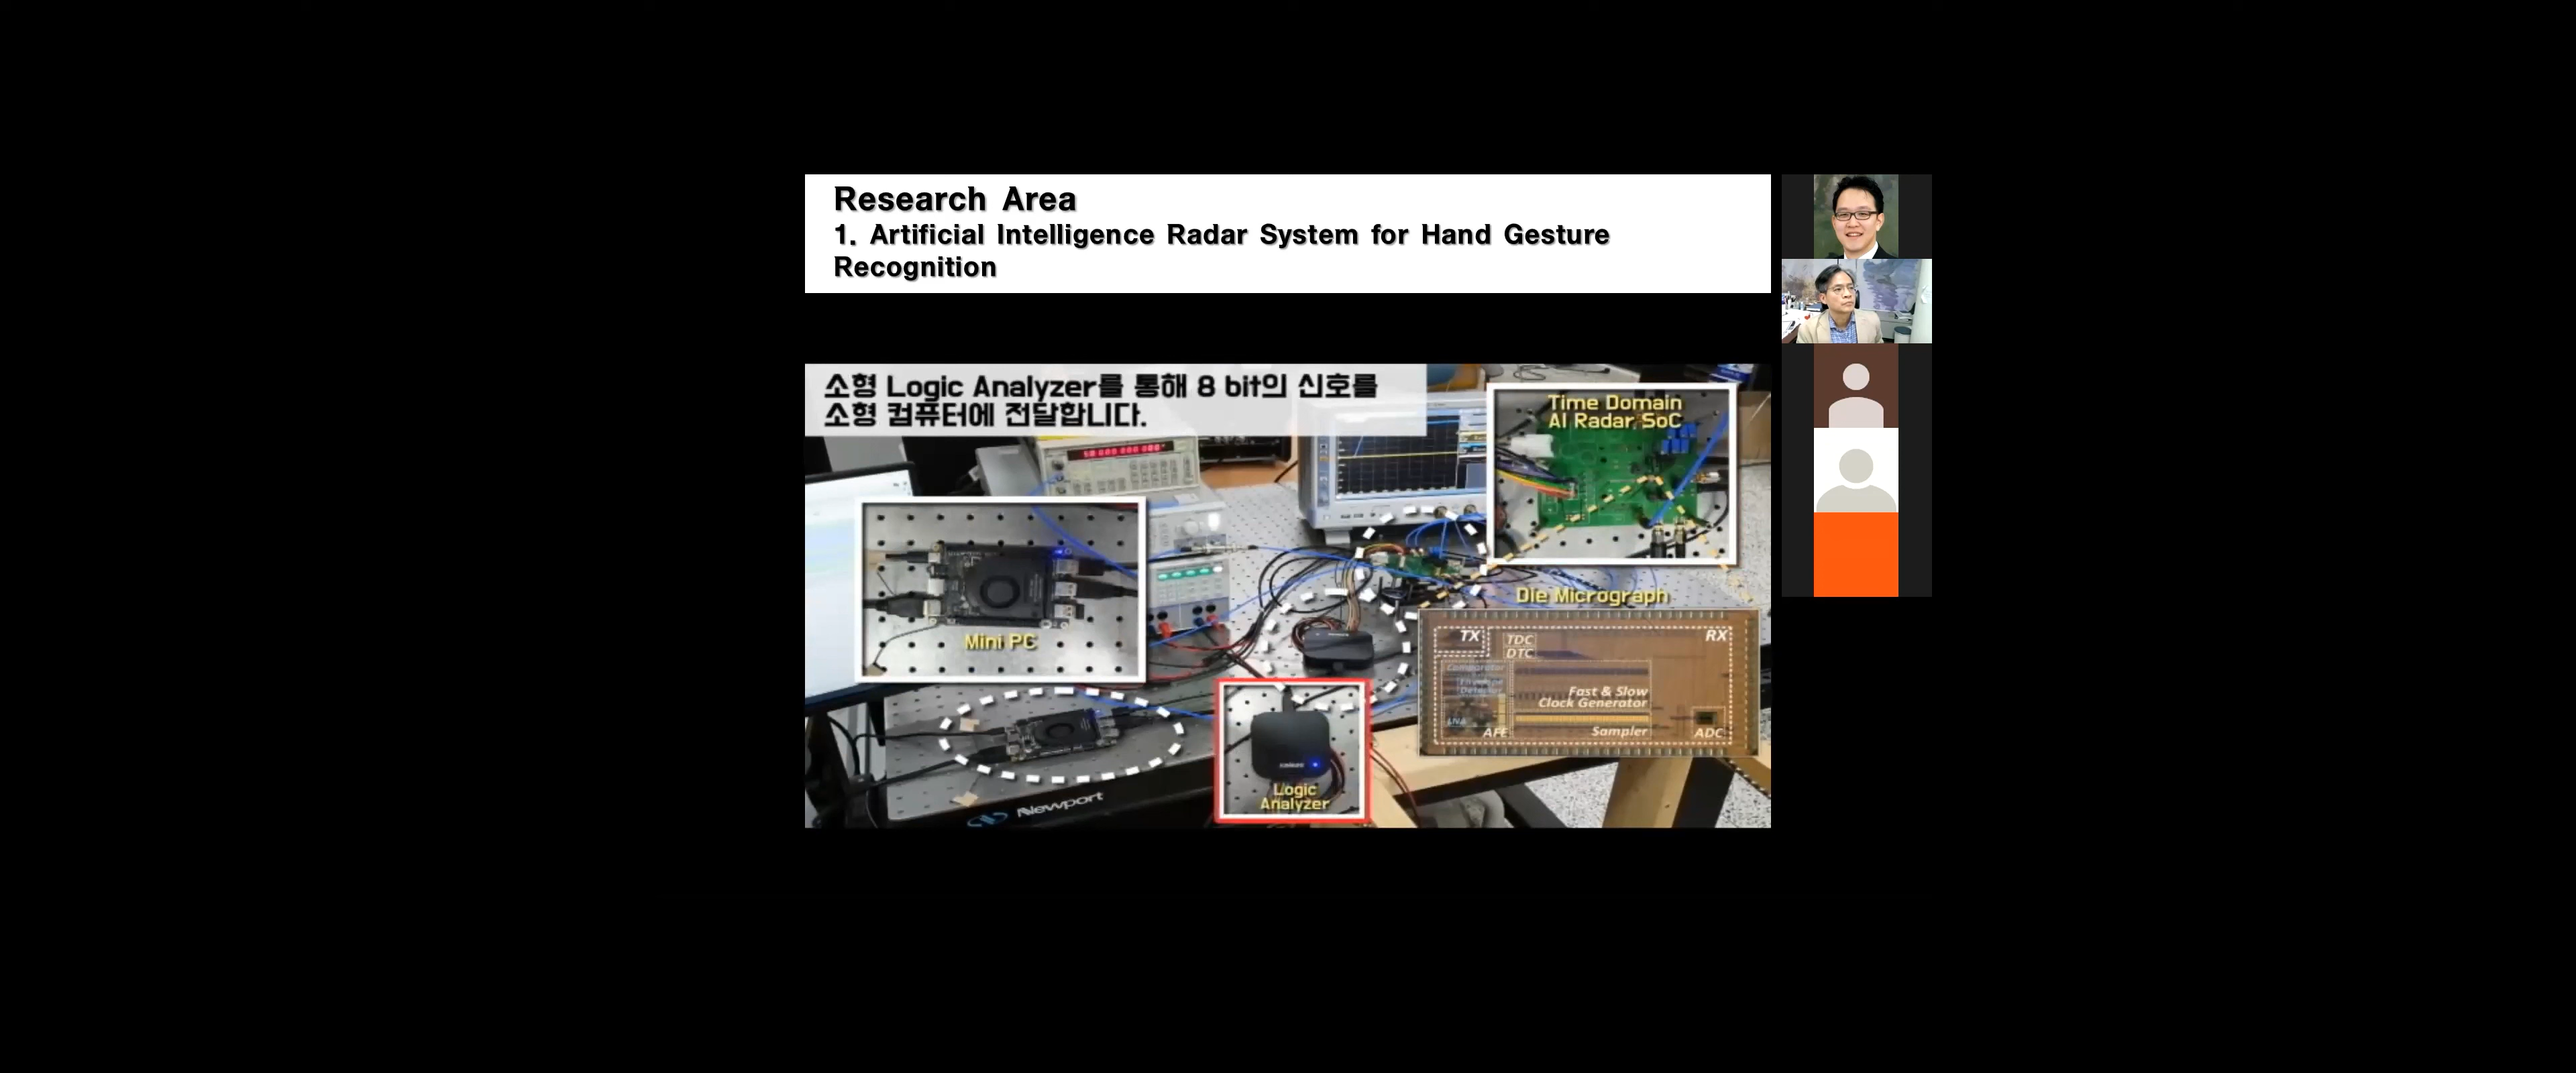 Research Area
1. Artificial Intelligence Radar System for Hand Gesture
Recognition
소형 Logic Analyzer를 통해 8 bit의 신호를
소형 컴퓨터에 전달합니다.
Time Domain
AI Radar SoC
Mini PC
Die Micrograph
TX
TDC
DTC
RX
Comparator
Envelope
Detector
Fast & Slow
Clock Generator
LNA
AFE
Sampler
ADC
Logic
Analyzer
Newport